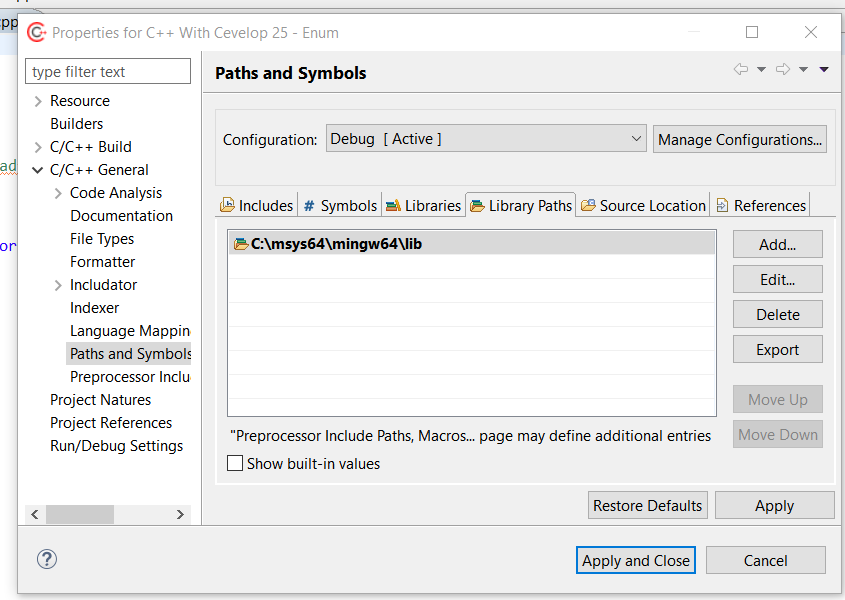 cpp
Properties for C++ With Cevelop 25 - Enum
type filter text
Paths and Symbols
Resource
Builders
C/C++ Build
C/C++ General
Code Analysis
Documentation
File Types
Formatter
Includator
Indexer
Language Mappin
Paths and Symbols
Preprocessor Inclu
Project Natures
Project References
Run/Debug Settings
ad
or
Configuration: Debug [ Active ] Manage Configurations...
Includes # Symbols Libraries Library Paths Source Location References
C:\msys64\mingw64\lib
Add...
Edit...
Delete
Export
Move Up
Move Down
"Preprocessor Include Paths, Macros... page may define additional entries
Show built-in values
Restore Defaults Apply
? Apply and Close Cancel